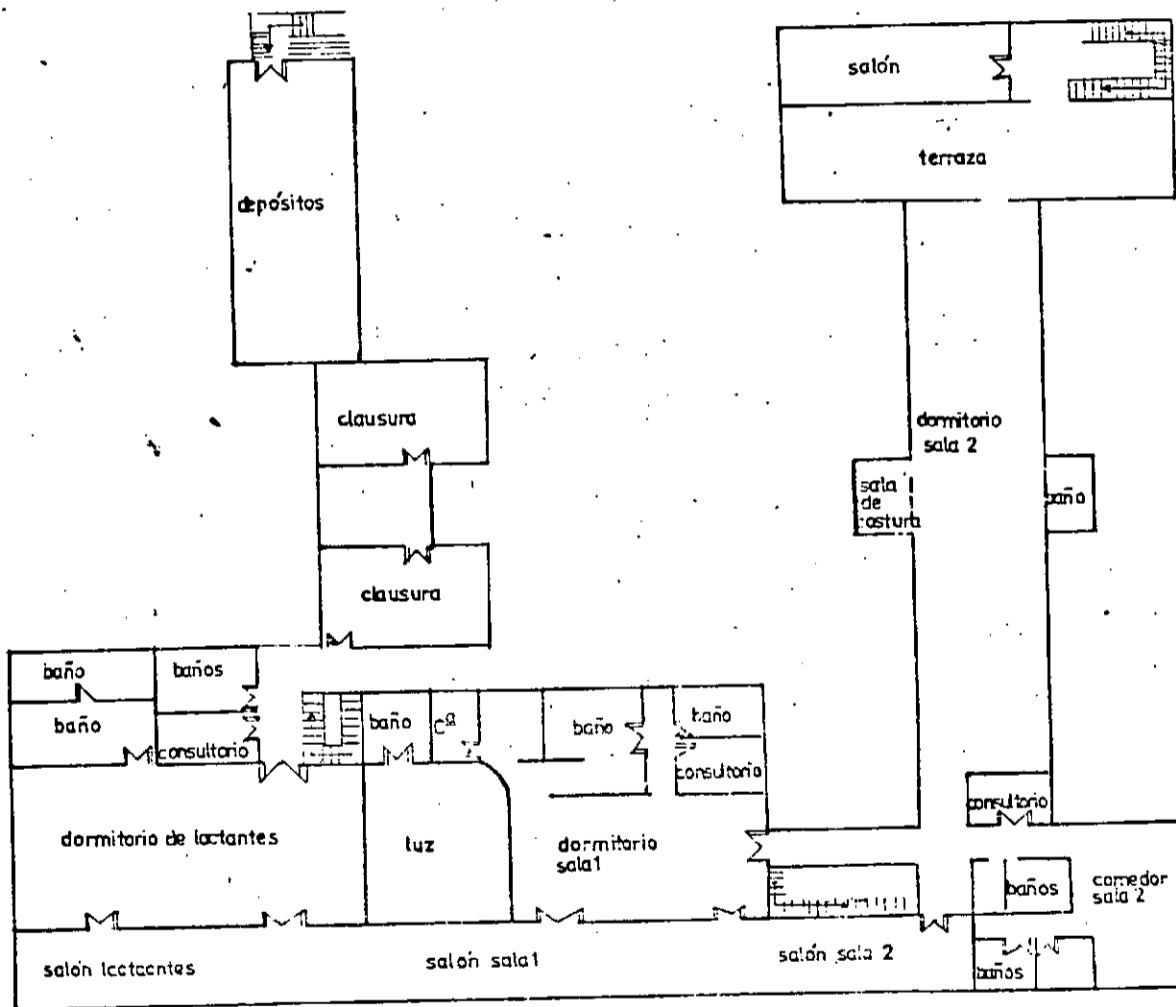 salón
terraza
depósitos
clausura
dormitorio
sala 2
sala
de
costura
baño
clausura
baño
baños
baño
consultorio
baño
Cª
baño
baño
consultorio
consultorio
dormitorio de lactantes
luz
dormitorio
sala1
baños
comedor
sala 2
salón lactantes
salón sala1
salón sala 2
baños